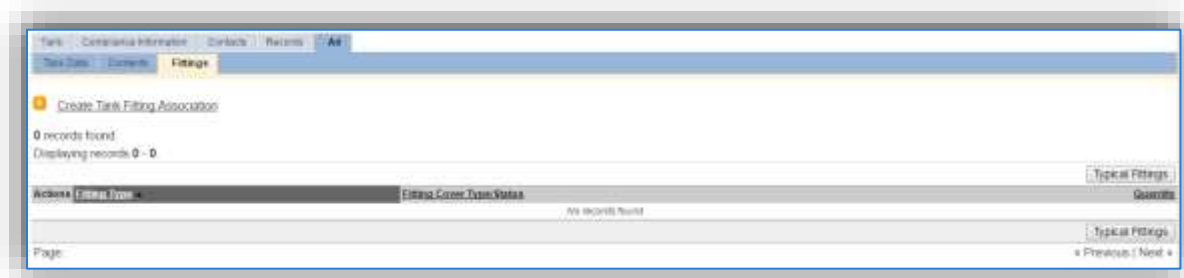 Tank Compliance Information Contacts Records Air
Tank Data Contents Fittings
Create Tank Fitting Association
0 records found
Displaying records 0 - 0
Typical Fittings
Actions Fitting Type Fitting Cover Type/Status Quantity
No records found
Typical Fittings
Page: « Previous | Next »